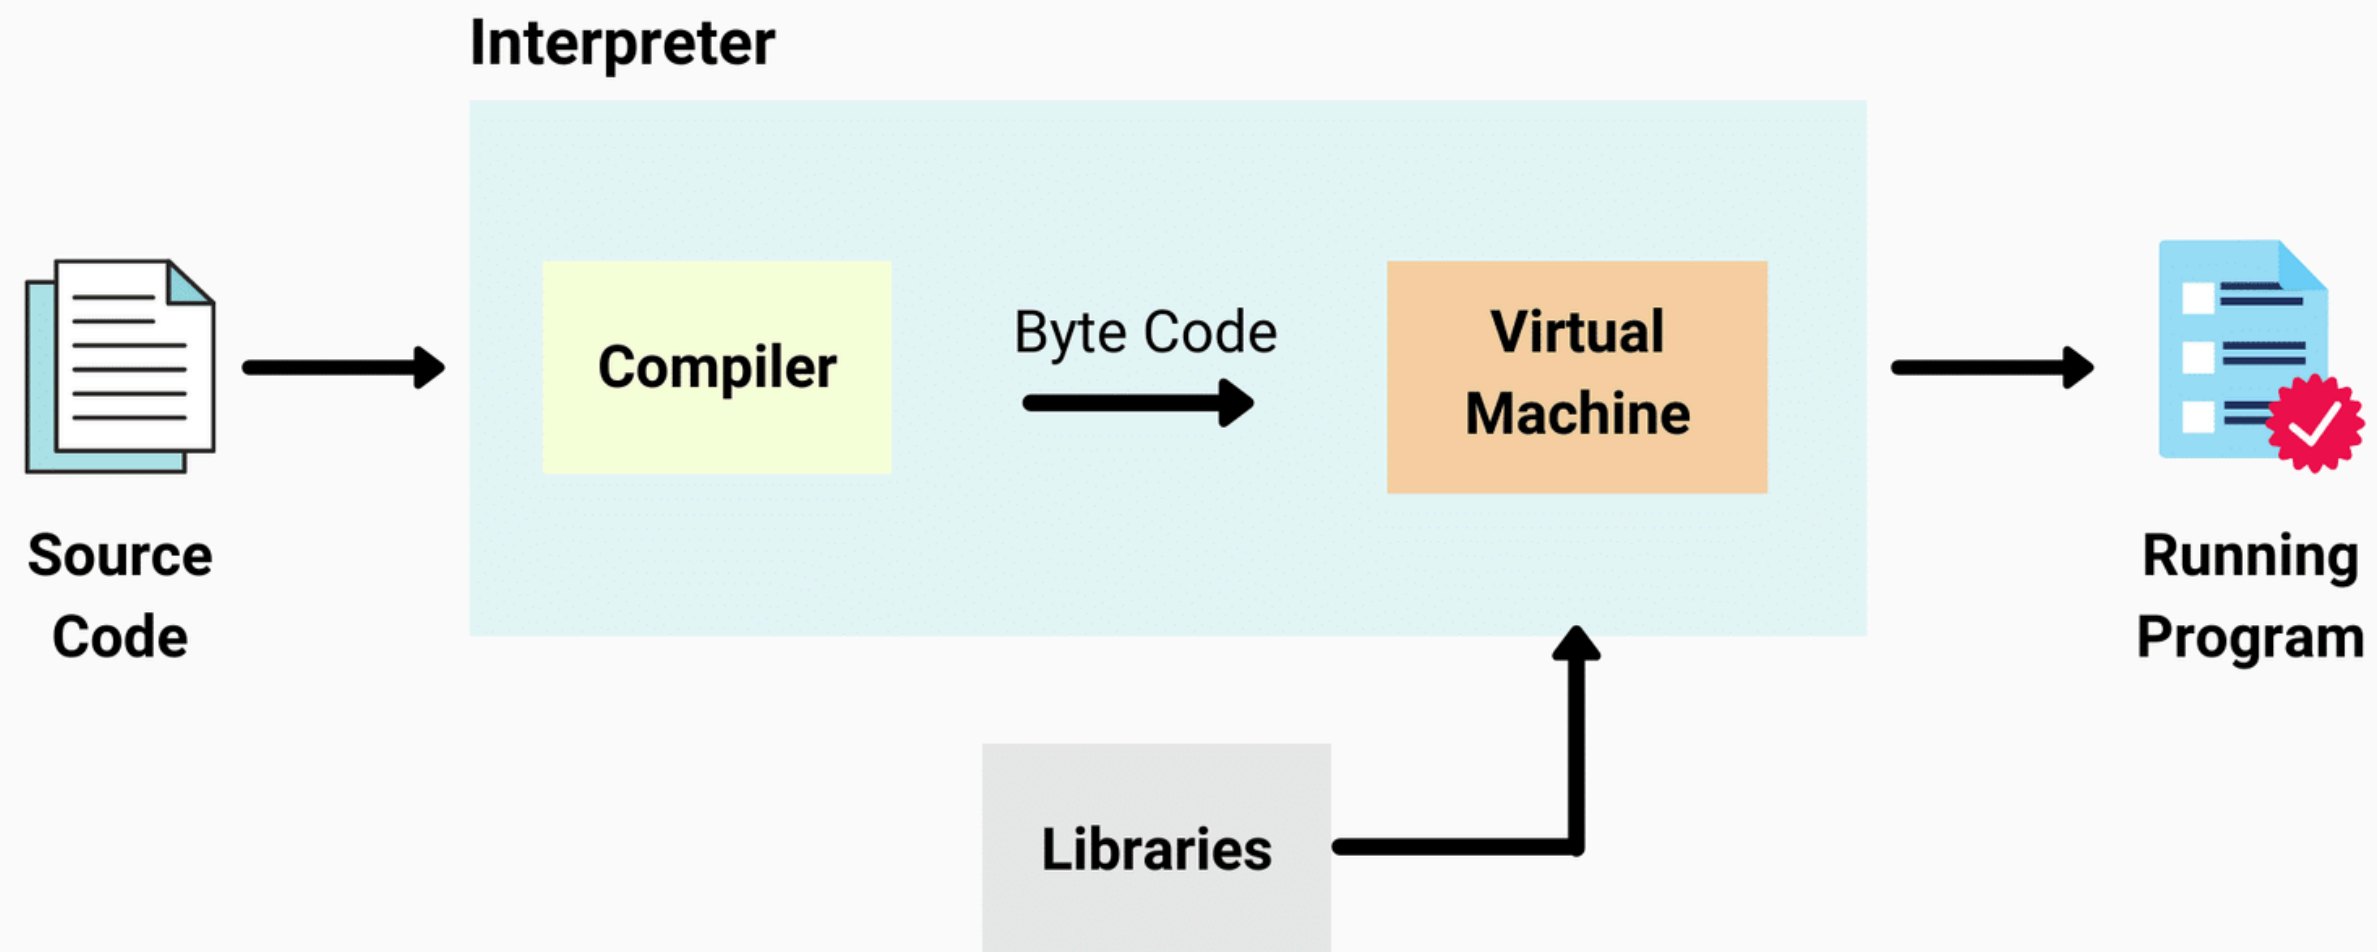 Interpreter
Compiler
Byte Code
Virtual
Machine
Source
Code
Running
Program
Libraries